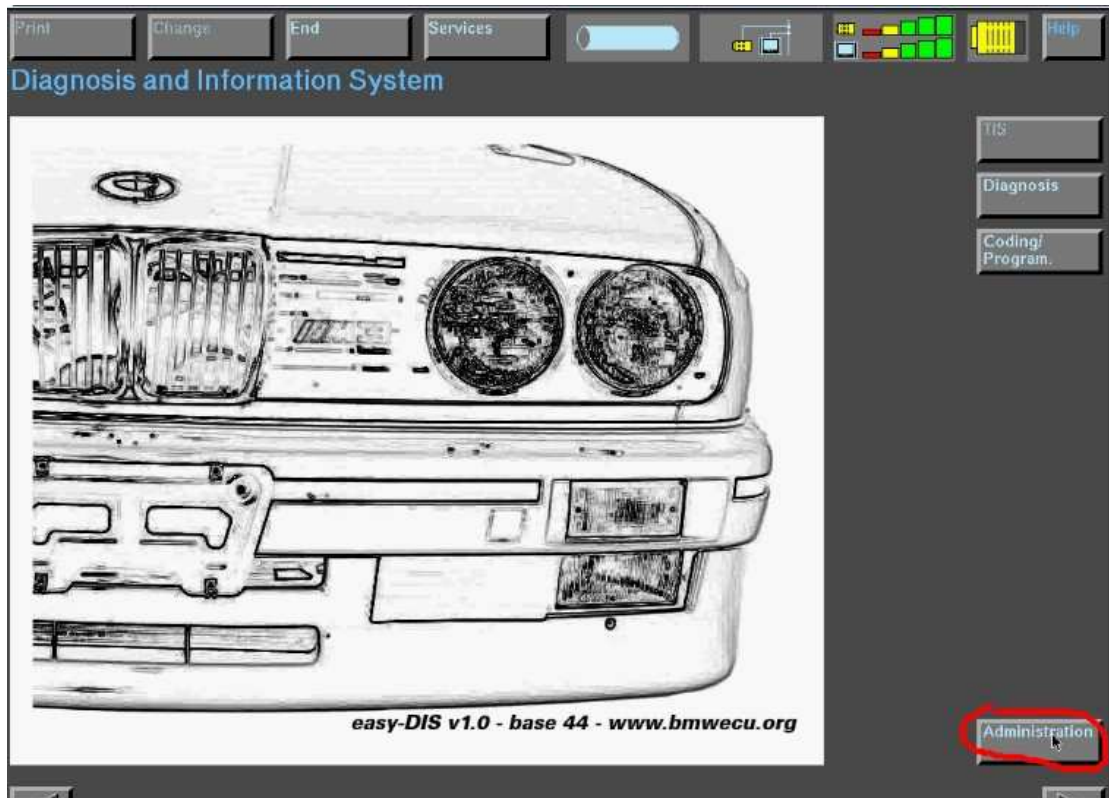 Print
Change
End
Services
Help
Diagnosis and Information System
TIS
Diagnosis
Coding/
Program.
easy-DIS v1.0 - base 44 - www.bmwecu.org
Administration